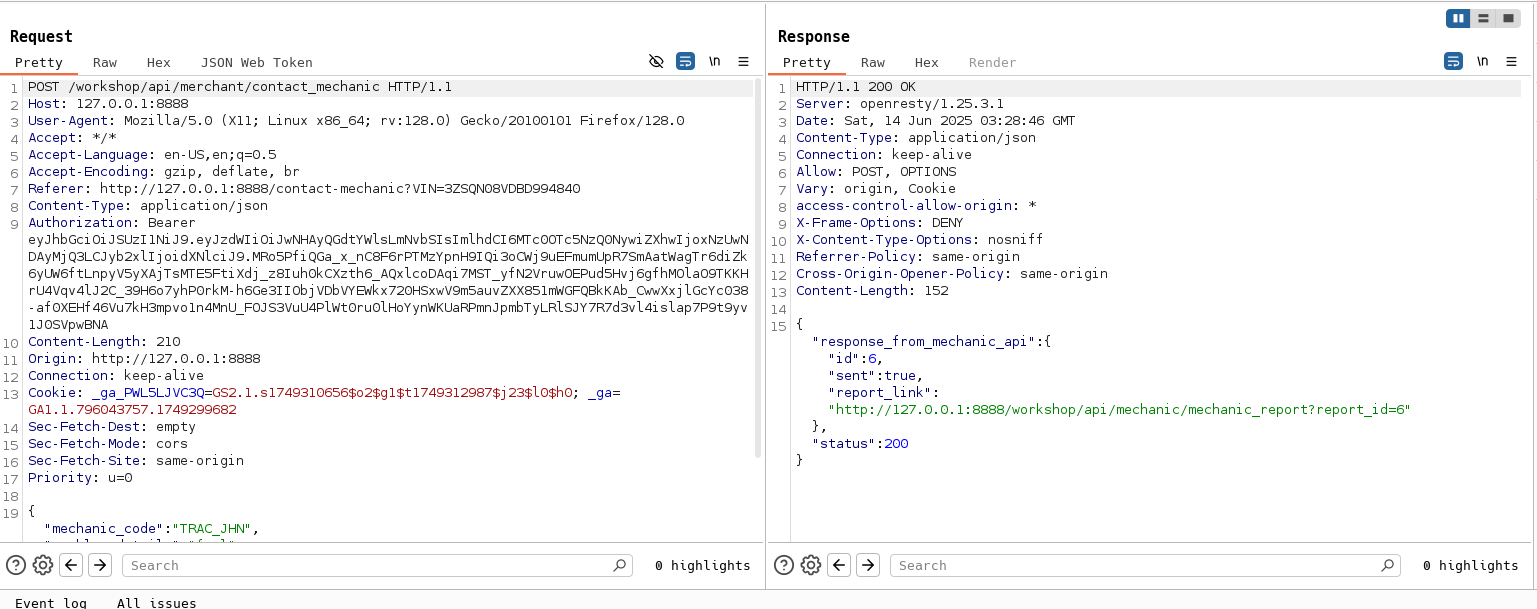 Request
Pretty Raw Hex JSON Web Token \n
1 POST /workshop/api/merchant/contact_mechanic HTTP/1.1
2 Host: 127.0.0.1:8888
3 User-Agent: Mozilla/5.0 (X11; Linux x86_64; rv:128.0) Gecko/20100101 Firefox/128.0
4 Accept: */*
5 Accept-Language: en-US,en;q=0.5
6 Accept-Encoding: gzip, deflate, br
7 Referer: http://127.0.0.1:8888/contact-mechanic?VIN=3ZSQN08VDBD994840
8 Content-Type: application/json
9 Authorization: Bearer
eyJhbGciOiJSUzI1NiJ9.eyJzdWIiOiJwNHAyQGdtYWlsLmNvbSIsImlhdCI6MTc0OTc5NzQ0NywiZXhwIjoxNzUwN
DAyMjQ3LCJyb2xlIjoidXNlciJ9.MRo5PfiQGa_x_nC8F6rPTMzYpnH9IQi3oCWj9uEFmumUpR7SmAatWagTr6diZk
6yUW6ftLnpyV5yXAjTsMTE5FtiXdj_z8IuhOkCXzth6_AQxlcoDAqi7MST_yfN2VruwOEPud5Hvj6gfhMOlaO9TKKH
rU4Vqv4lJ2C_39H6o7yhPOrkM-h6Ge3IIObjVDbVYEWkx720HSxwV9m5auvZXX851mWGFQBkKAb_CwwXxjlGcYc038
-afOXEHf46Vu7kH3mpvo1n4MnU_FOJS3VuU4PlWt0ru0lHoYynWKUaRPmnJpmbTyLRlSJY7R7d3vl4islap7P9t9yv
1JOSVpwBNA
10 Content-Length: 210
11 Origin: http://127.0.0.1:8888
12 Connection: keep-alive
13 Cookie: _ga_PWL5LJVC3Q=GS2.1.s1749310656$o2$g1$t1749312987$j23$l0$h0; _ga=
GA1.1.796043757.1749299682
14 Sec-Fetch-Dest: empty
15 Sec-Fetch-Mode: cors
16 Sec-Fetch-Site: same-origin
17 Priority: u=0
18
19 {
"mechanic_code":"TRAC_JHN",
Search 0 highlights
Response
Pretty Raw Hex Render \n
1 HTTP/1.1 200 OK
2 Server: openresty/1.25.3.1
3 Date: Sat, 14 Jun 2025 03:28:46 GMT
4 Content-Type: application/json
5 Connection: keep-alive
6 Allow: POST, OPTIONS
7 Vary: origin, Cookie
8 access-control-allow-origin: *
9 X-Frame-Options: DENY
10 X-Content-Type-Options: nosniff
11 Referrer-Policy: same-origin
12 Cross-Origin-Opener-Policy: same-origin
13 Content-Length: 152
14
15 {
"response_from_mechanic_api":{
"id":6,
"sent":true,
"report_link":
"http://127.0.0.1:8888/workshop/api/mechanic/mechanic_report?report_id=6"
},
"status":200
}
Search 0 highlights
Event log All issues